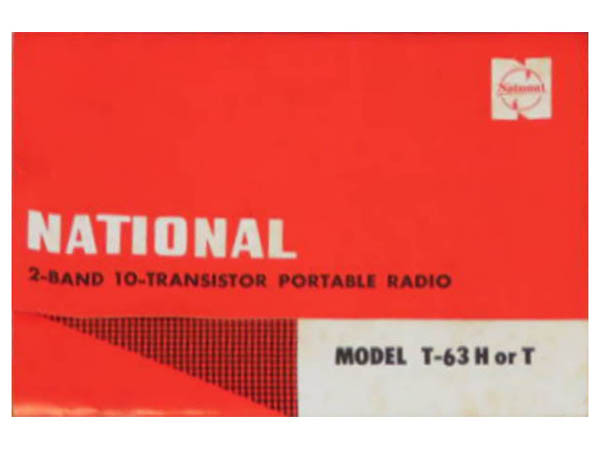 National
NATIONAL
2-BAND 10-TRANSISTOR PORTABLE RADIO
MODEL T-63 H or T